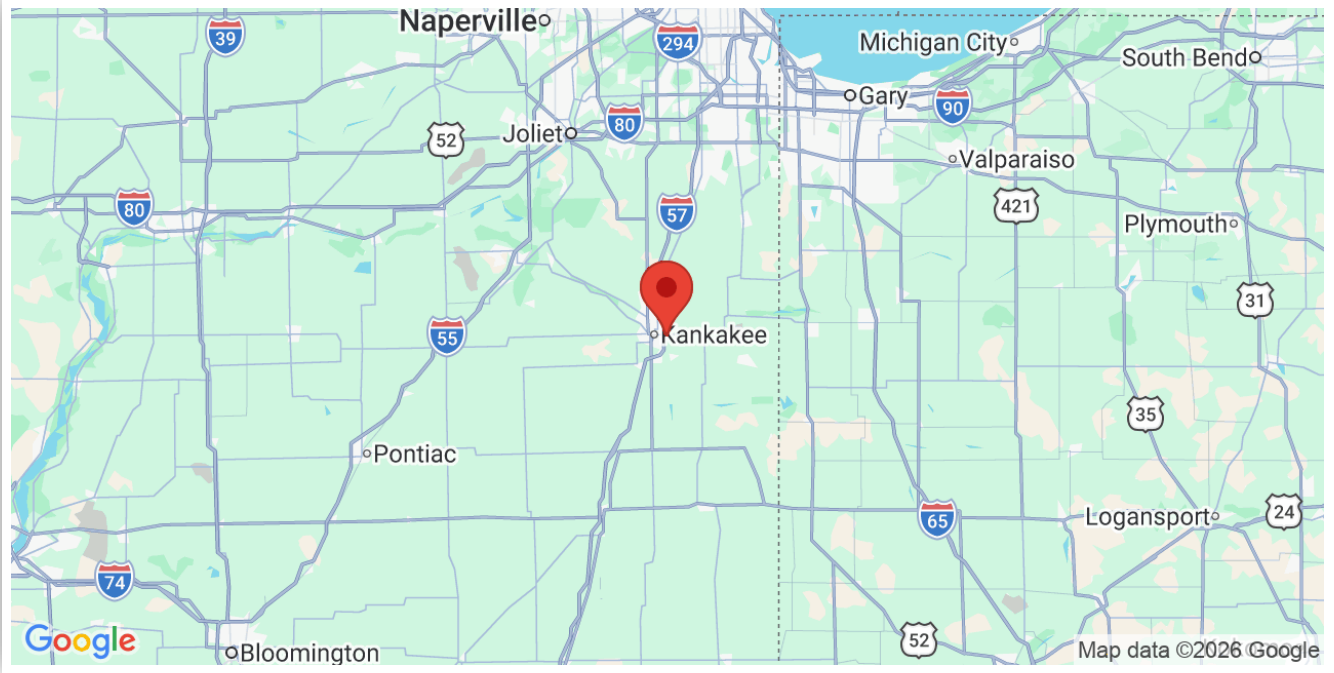 Naperville
39
294
Michigan City
South Bend
Gary
90
52
Joliet
80
Valparaiso
80
57
421
Plymouth
31
55
Kankakee
35
Pontiac
65
Logansport
24
74
52
Google
Bloomington
Map data ©2026 Google